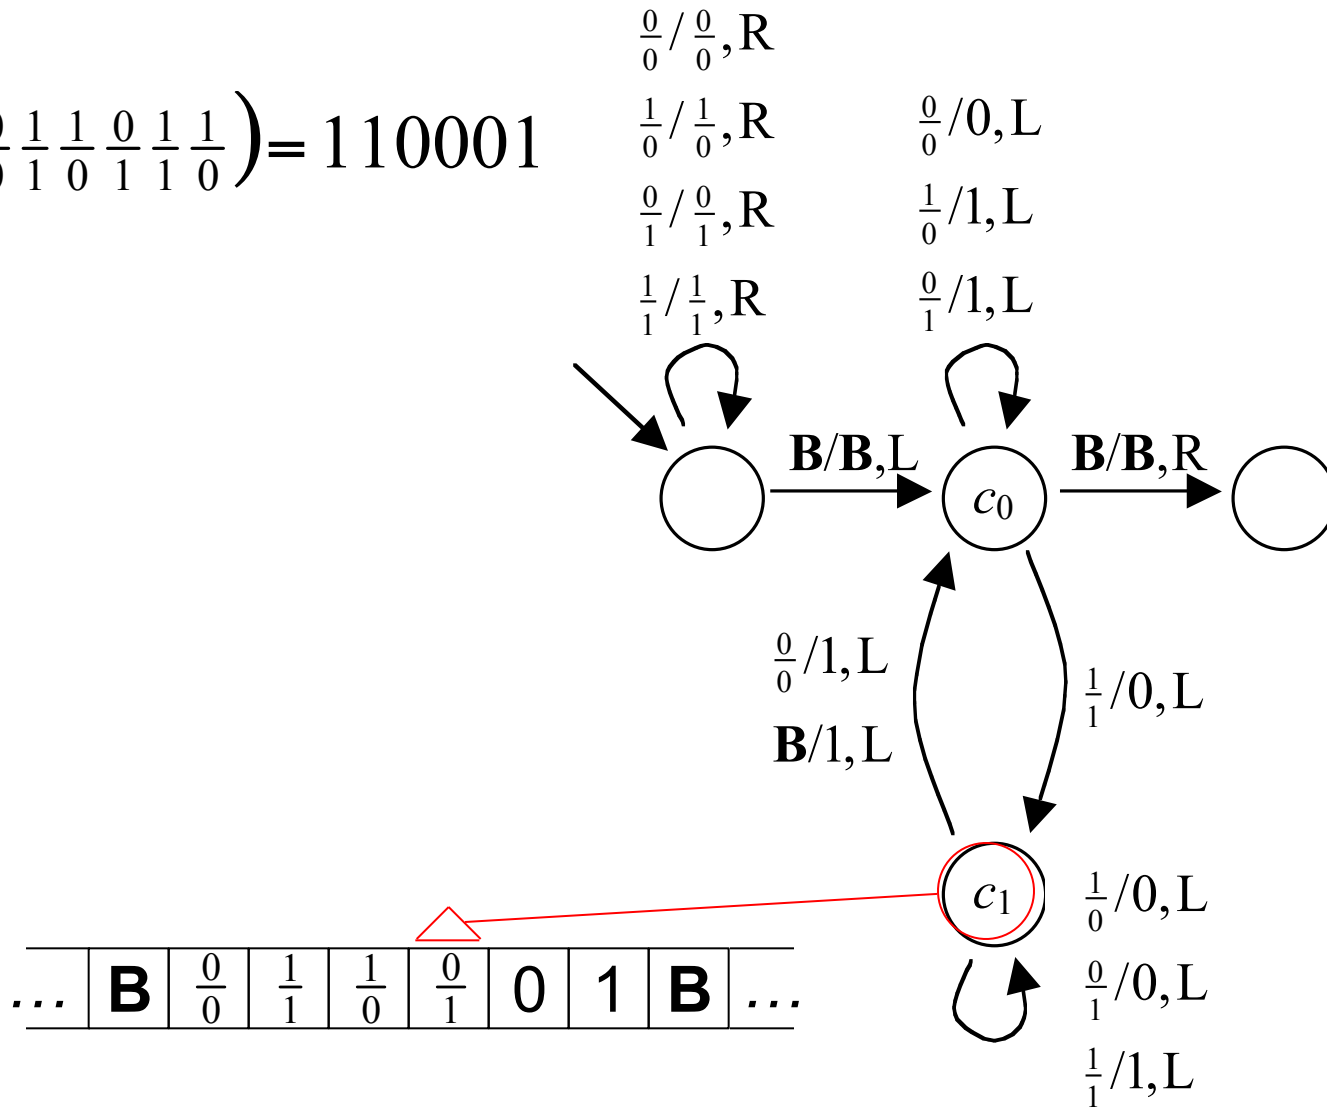 0/0, R
1/0 / 1/0, R
0/1 / 0/1, R
1/1 / 1/1, R
0/0 /0, L
1/0 /1, L
0/1 /1, L
1/1 1/0 0/1 1/1 1/0 ) = 110001
B/B, L
c0
B/B, R
0/0 /1, L
B/1, L
1/1 /0, L
c1
1/0 /0, L
0/1 /0, L
1/1 /1, L
... B 0/0 1/1 1/0 0/1 0 1 B ...